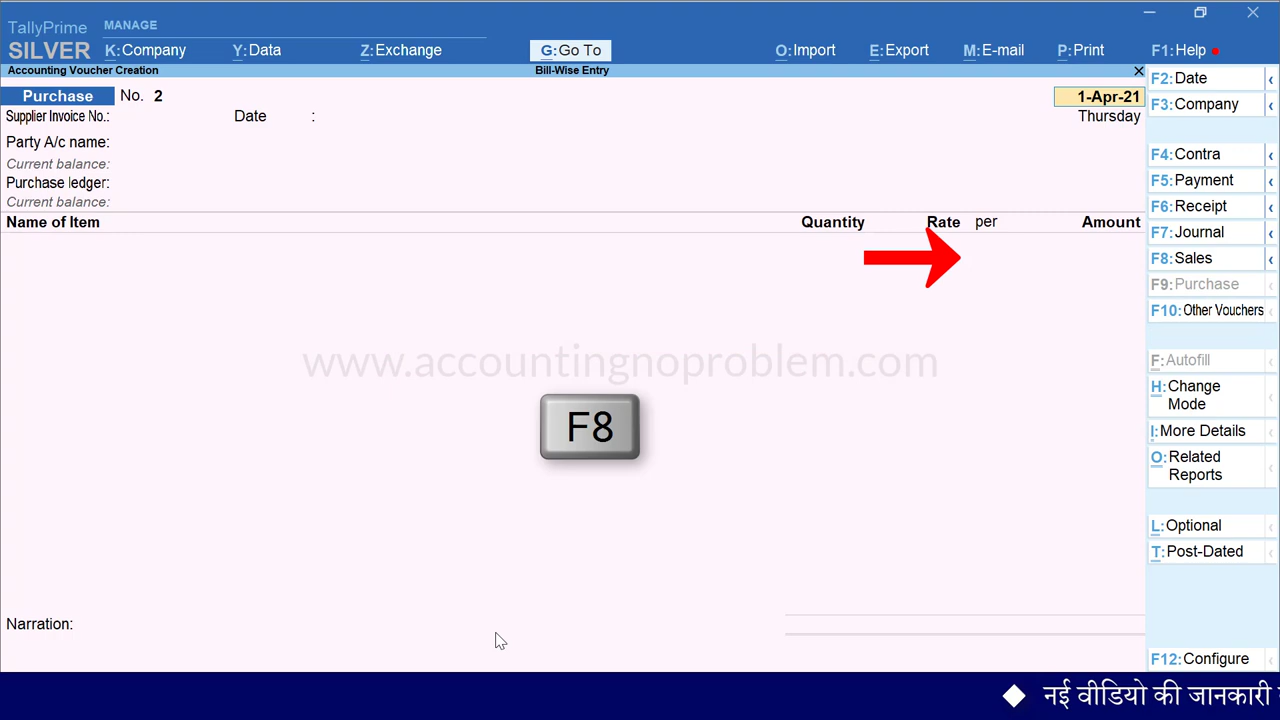 TallyPrime
SILVER
MANAGE
K:Company Y:Data Z:Exchange G:Go To O:Import E:Export M:E-mail P:Print F1:Help
Accounting Voucher Creation Bill-Wise Entry
Purchase No. 2 1-Apr-21
Supplier Invoice No.: Date : Thursday
Party A/c name:
Current balance:
Purchase ledger:
Current balance:
Name of Item Quantity Rate per Amount
www.accountingnoproblem.com
F8
Narration:
F2:Date
F3:Company
F4:Contra
F5:Payment
F6:Receipt
F7:Journal
F8:Sales
F9:Purchase
F10:Other Vouchers
F:Autofill
H:Change
Mode
I:More Details
O:Related
Reports
L:Optional
T:Post-Dated
F12:Configure
नई वीडियो की जानकारी